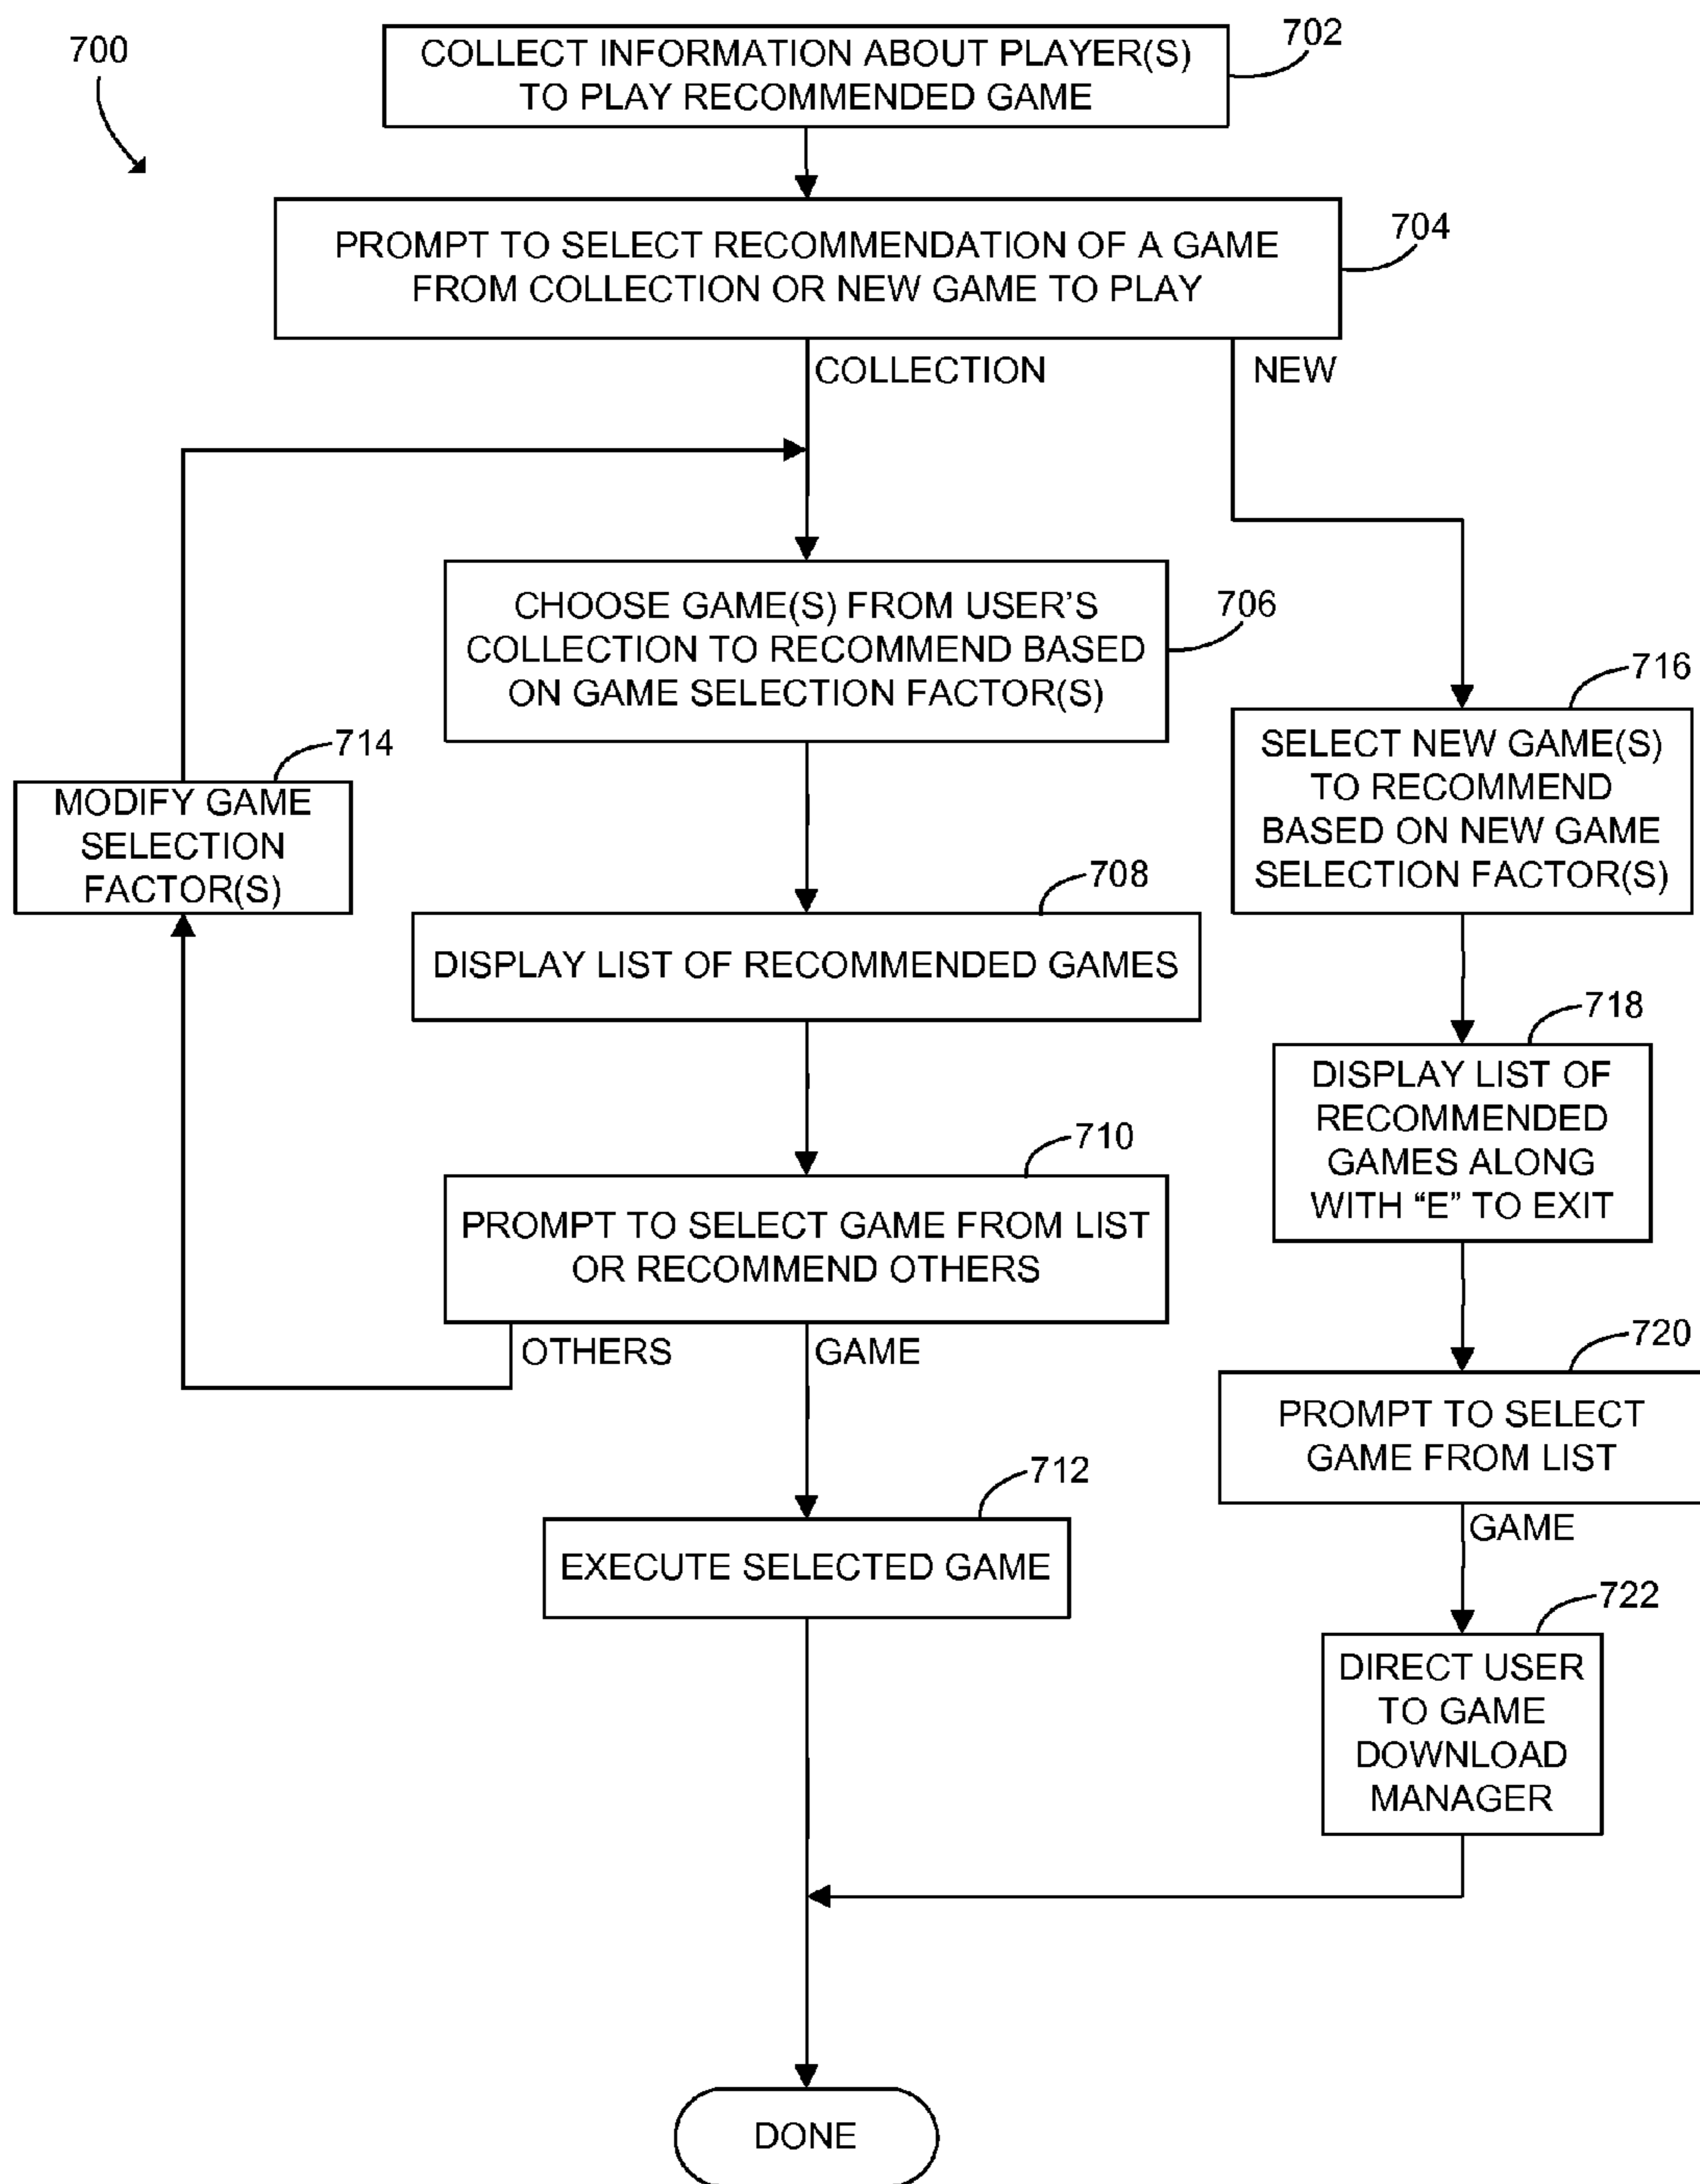 700
702
COLLECT INFORMATION ABOUT PLAYER(S)
TO PLAY RECOMMENDED GAME
704
PROMPT TO SELECT RECOMMENDATION OF A GAME
FROM COLLECTION OR NEW GAME TO PLAY
COLLECTION
NEW
706
CHOOSE GAME(S) FROM USER’S
COLLECTION TO RECOMMEND BASED
ON GAME SELECTION FACTOR(S)
714
MODIFY GAME
SELECTION
FACTOR(S)
716
SELECT NEW GAME(S)
TO RECOMMEND
BASED ON NEW GAME
SELECTION FACTOR(S)
708
DISPLAY LIST OF RECOMMENDED GAMES
718
DISPLAY LIST OF
RECOMMENDED
GAMES ALONG
WITH “E” TO EXIT
710
PROMPT TO SELECT GAME FROM LIST
OR RECOMMEND OTHERS
OTHERS
GAME
720
PROMPT TO SELECT
GAME FROM LIST
GAME
712
EXECUTE SELECTED GAME
722
DIRECT USER
TO GAME
DOWNLOAD
MANAGER
DONE